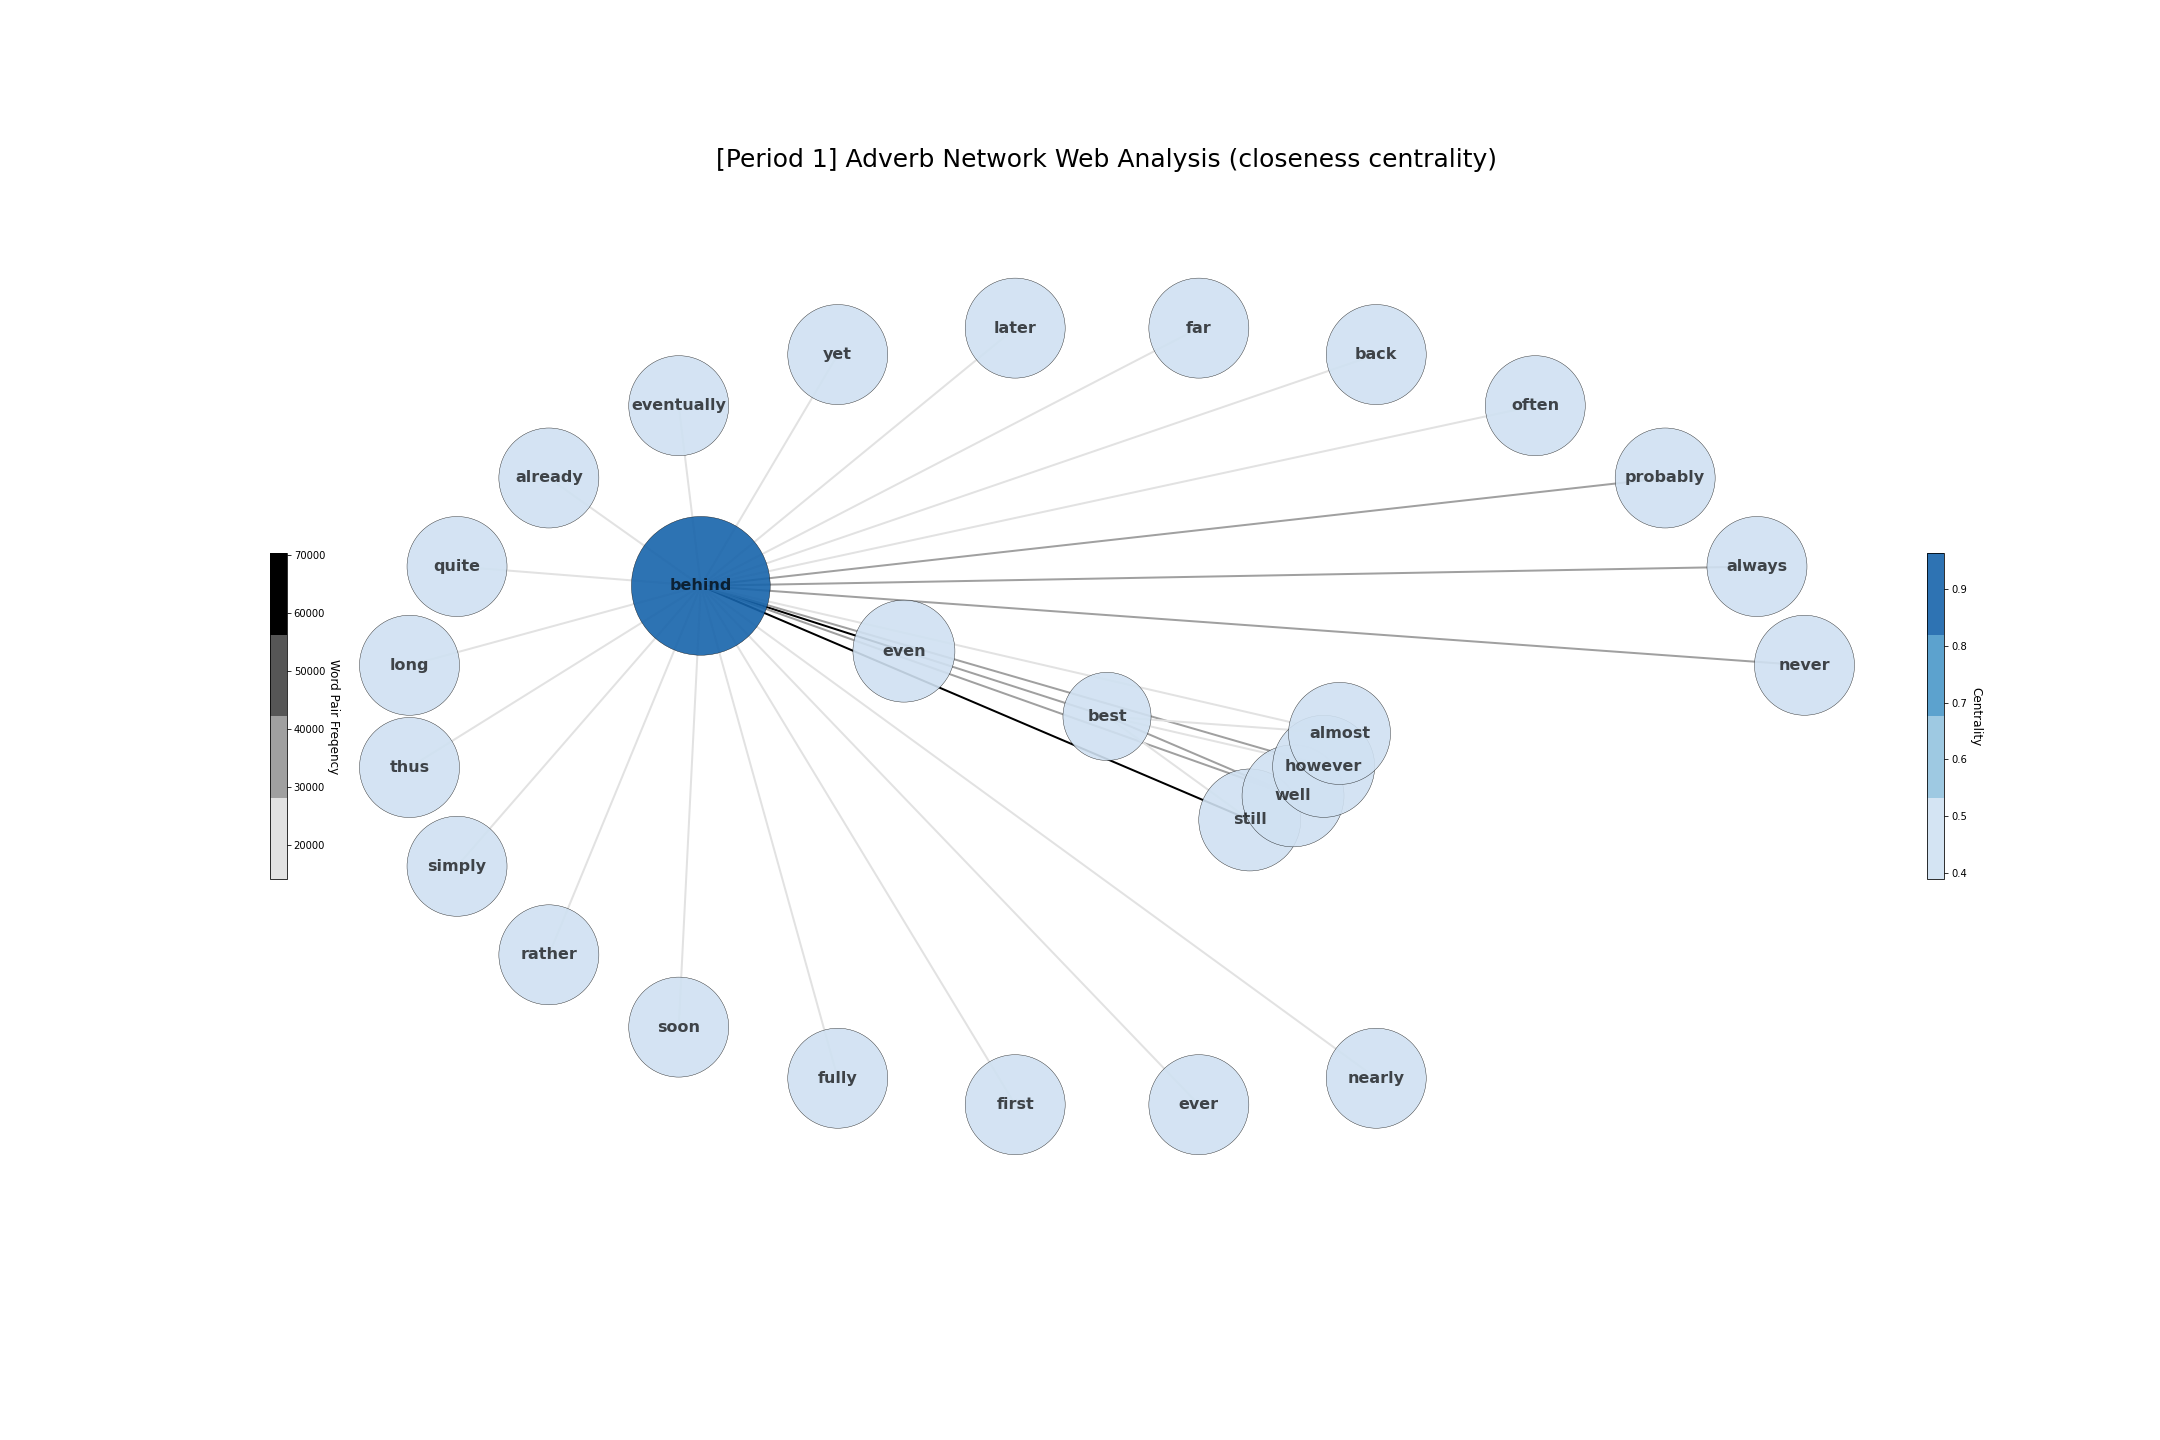 [Period 1] Adverb Network Web Analysis (closeness centrality)
later
far
yet
back
eventually
often
already
probably
quite
always
behind
long
even
never
best
almost
thus
however
well
still
simply
rather
soon
fully
nearly
first
ever
70000
60000
50000
40000
30000
20000
Word Pair Freqency
0.9
0.8
0.7
0.6
0.5
0.4
Centrality